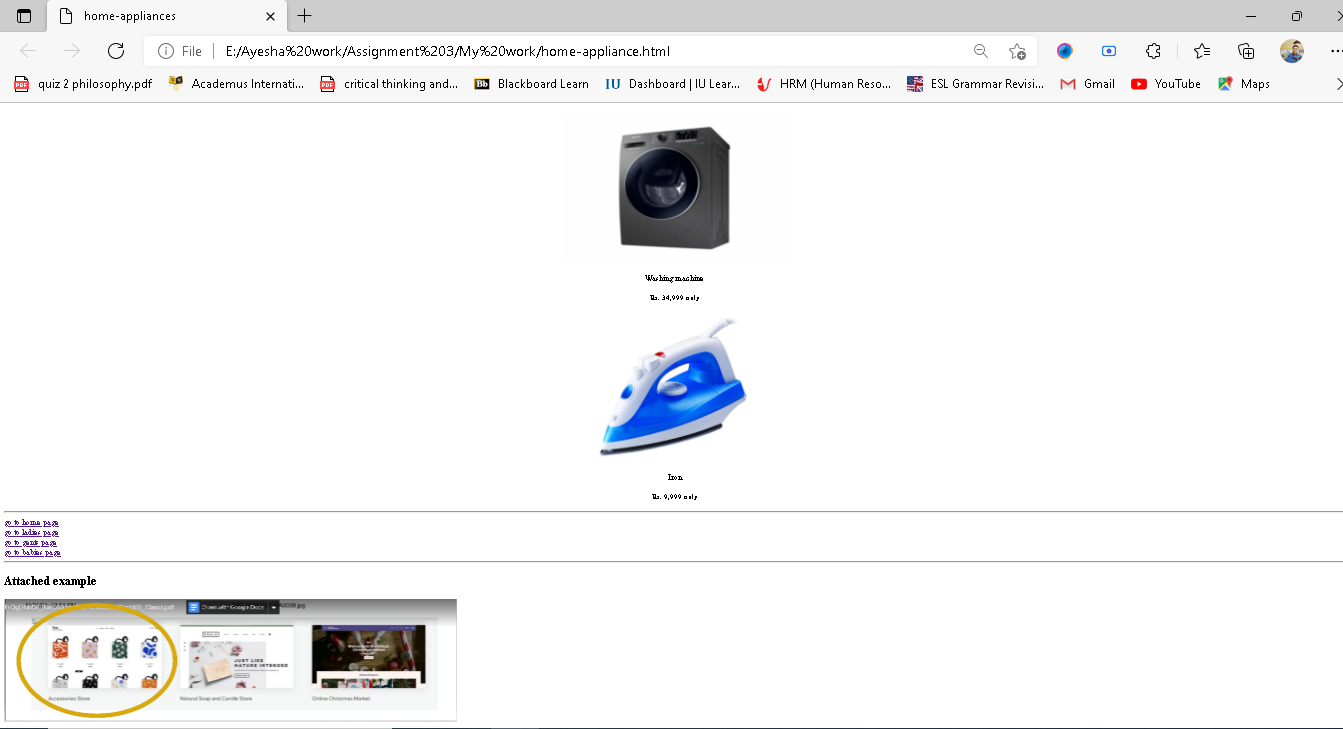 home-appliances
File E:/Ayesha%20work/Assignment%203/My%20work/home-appliance.html
quiz 2 philosophy.pdf Academus Internati... critical thinking and... Bb Blackboard Learn IU Dashboard | IU Lear... HRM (Human Reso... ESL Grammar Revisi... Gmail YouTube Maps
Washing machine
Rs. 34,999 only
Iron
Rs. 9,999 only
go to home page
go to ladies page
go to gents page
go to babies page
Attached example
Open with Google Docs
JUST LIKE
NATURE INTENDED
Accessories Store Natural Soap and Candle Store Online Christmas Market